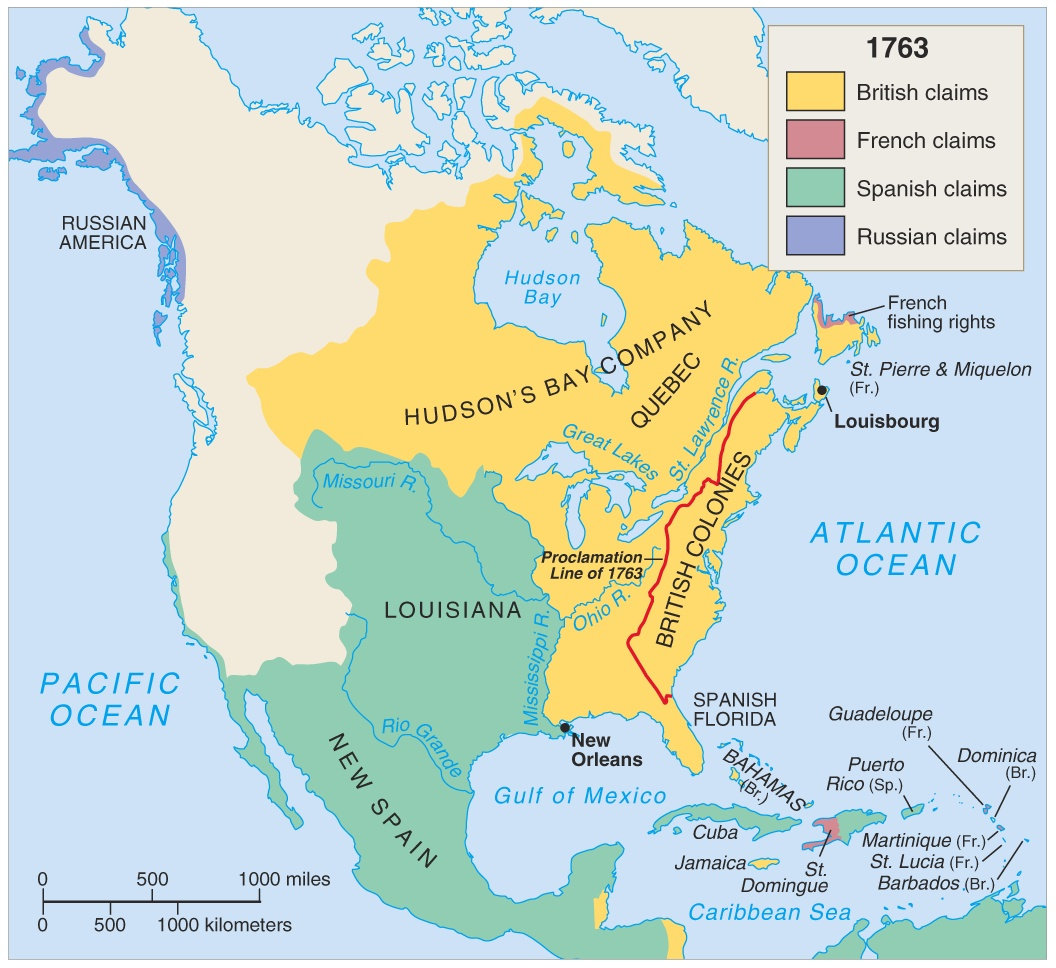 1763
British claims
French claims
Spanish claims
Russian claims
RUSSIAN
AMERICA
Hudson
Bay
French
fishing rights
HUDSON'S BAY COMPANY
QUEBEC
St. Lawrence R.
St. Pierre & Miquelon
(Fr.)
Louisbourg
Great Lakes
Missouri R.
BRITISH COLONIES
ATLANTIC
OCEAN
Proclamation
Line of 1763
Ohio R.
LOUISIANA
Mississippi R.
PACIFIC
OCEAN
SPANISH
FLORIDA
New
Orleans
Rio Grande
NEW SPAIN
Gulf of Mexico
BAHAMAS
(Br.)
Guadeloupe
(Fr.)
Dominica
(Br.)
Puerto
Rico (Sp.)
Cuba
Jamaica
St.
Domingue
Martinique (Fr.)
St. Lucia (Fr.)
Barbados (Br.)
Caribbean Sea
0 500 1000 miles
0 500 1000 kilometers